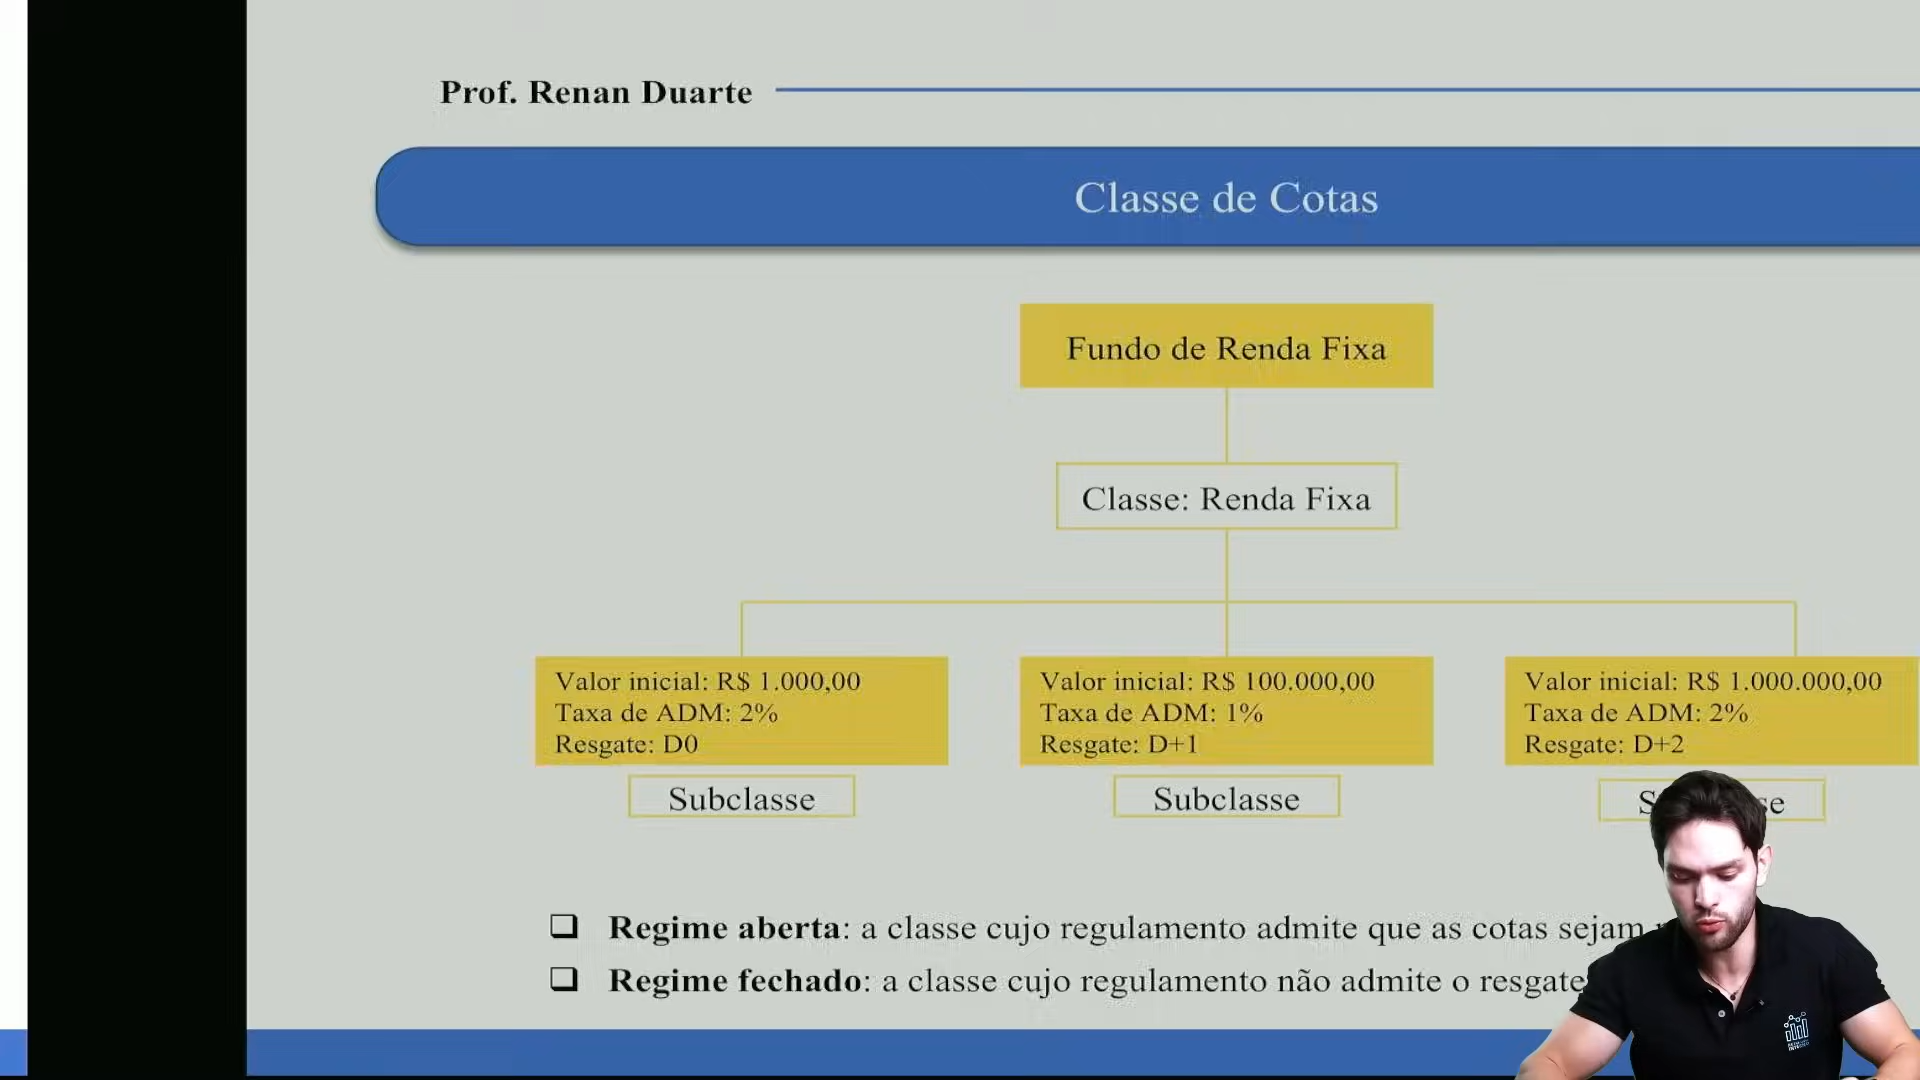 Prof. Renan Duarte
Classe de Cotas
Fundo de Renda Fixa
Classe: Renda Fixa
Valor inicial: R$ 1.000,00
Taxa de ADM: 2%
Resgate: D0
Subclasse
Valor inicial: R$ 100.000,00
Taxa de ADM: 1%
Resgate: D+1
Subclasse
Valor inicial: R$ 1.000.000,00
Taxa de ADM: 2%
Resgate: D+2
❑ Regime aberta: a classe cujo regulamento admite que as cotas sejam
❑ Regime fechado: a classe cujo regulamento não admite o resgate